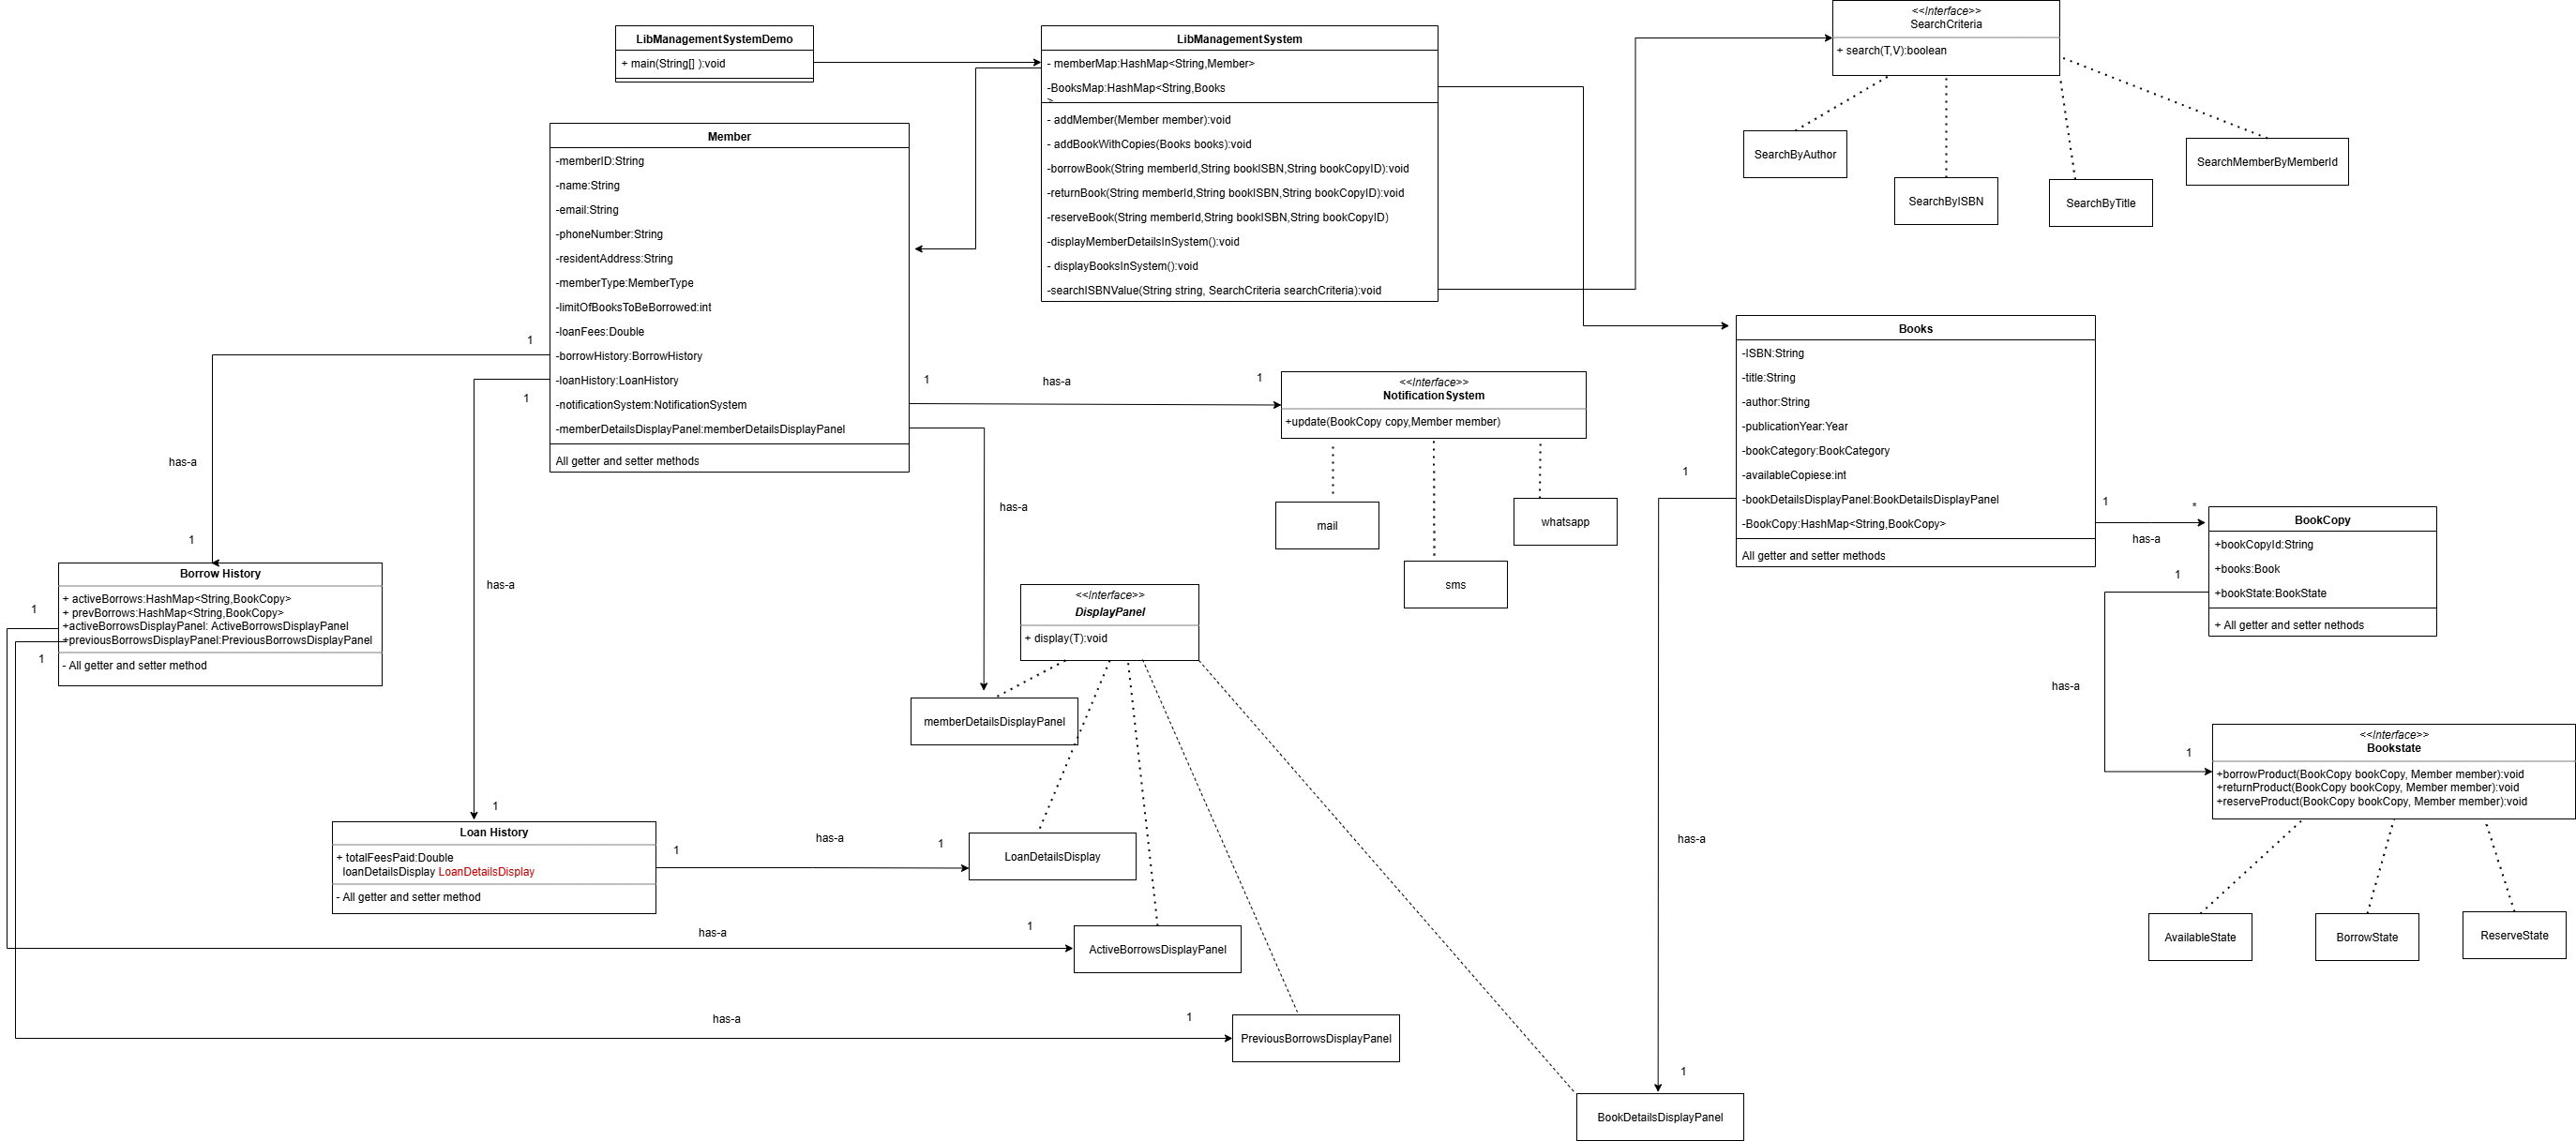 LibManagementSystemDemo
+ main(String[] ):void
LibManagementSystem
- memberMap:HashMap<String,Member>
-BooksMap:HashMap<String,Books
>
- addMember(Member member):void
- addBookWithCopies(Books books):void
-borrowBook(String memberId,String bookISBN,String bookCopyID):void
-returnBook(String memberId,String bookISBN,String bookCopyID):void
-reserveBook(String memberId,String bookISBN,String bookCopyID)
-displayMemberDetailsInSystem():void
- displayBooksInSystem():void
-searchISBNValue(String string, SearchCriteria searchCriteria):void
<<Interface>>
SearchCriteria
+ search(T,V):boolean
SearchByAuthor
SearchByISBN
SearchByTitle
SearchMemberByMemberId
Member
-memberID:String
-name:String
-email:String
-phoneNumber:String
-residentAddress:String
-memberType:MemberType
-limitOfBooksToBeBorrowed:int
-loanFees:Double
-borrowHistory:BorrowHistory
-loanHistory:LoanHistory
-notificationSystem:NotificationSystem
-memberDetailsDisplayPanel:memberDetailsDisplayPanel
All getter and setter methods
1
1
1
has-a
1
<<Interface>>
NotificationSystem
+update(BookCopy copy,Member member)
mail
sms
whatsapp
Books
-ISBN:String
-title:String
-author:String
-publicationYear:Year
-bookCategory:BookCategory
-availableCopiese:int
-bookDetailsDisplayPanel:BookDetailsDisplayPanel
-BookCopy:HashMap<String,BookCopy>
All getter and setter methods
1
1
*
has-a
BookCopy
+bookCopyId:String
+books:Book
+bookState:BookState
+ All getter and setter nethods
1
has-a
1
<<Interface>>
Bookstate
+borrowProduct(BookCopy bookCopy, Member member):void
+returnProduct(BookCopy bookCopy, Member member):void
+reserveProduct(BookCopy bookCopy, Member member):void
AvailableState
BorrowState
ReserveState
has-a
1
has-a
has-a
Borrow History
+ activeBorrows:HashMap<String,BookCopy>
+ prevBorrows:HashMap<String,BookCopy>
+activeBorrowsDisplayPanel: ActiveBorrowsDisplayPanel
+previousBorrowsDisplayPanel:PreviousBorrowsDisplayPanel
- All getter and setter method
1
1
<<Interface>>
DisplayPanel
+ display(T):void
memberDetailsDisplayPanel
1
Loan History
+ totalFeesPaid:Double
loanDetailsDisplay LoanDetailsDisplay
- All getter and setter method
1
has-a
1
LoanDetailsDisplay
has-a
1
ActiveBorrowsDisplayPanel
has-a
1
PreviousBorrowsDisplayPanel
has-a
1
BookDetailsDisplayPanel